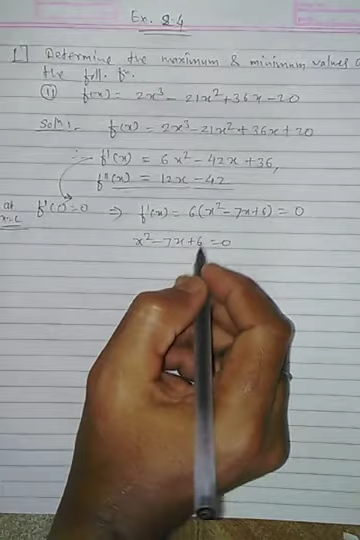 Ex. 2.4
1] Determine the maximum & minimum values o
the foll. fⁿ.
(ii) f(x) = 2x³ - 21x² + 36x - 20
Solⁿ:- f(x) = 2x³ - 21x² + 36x + 20
∴ f'(x) = 6x² - 42x + 36,
f''(x) = 12x - 42
at x=c f'(c) = 0 ⇒ f'(x) = 6(x² - 7x + 6) = 0
x² - 7x + 6 = 0